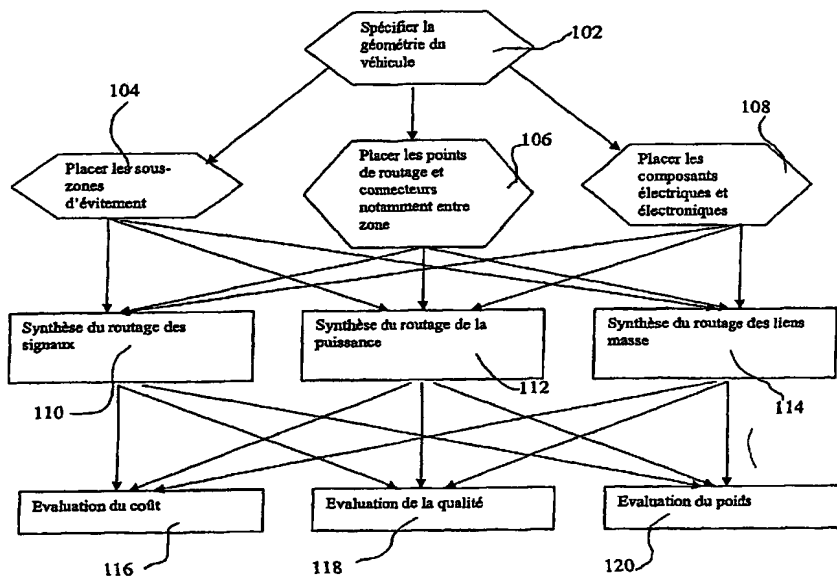 Spécifier la
géométrie du
véhicule
102
104
106
108
Placer les sous-
zones
d'évitement
Placer les points
de routage et
connecteurs
notamment entre
zone
Placer les
composants
électriques et
électroniques
Synthèse du routage des
signaux
Synthèse du routage de la
puissance
Synthèse du routage des liens
masse
110
112
114
Evaluation du coût
Evaluation de la qualité
Evaluation du poids
116
118
120